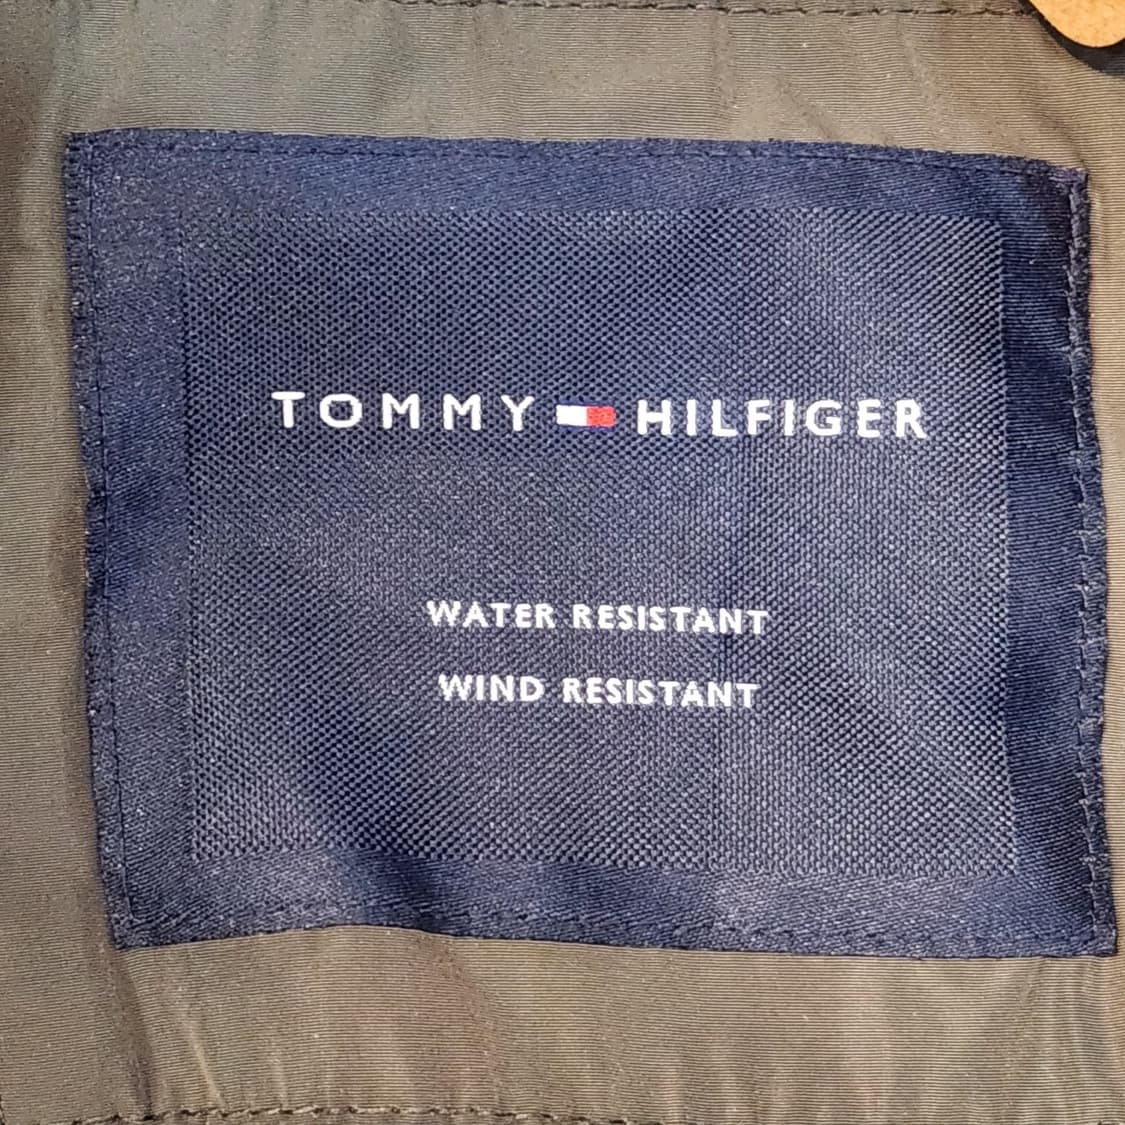 TOMMY HILFIGER
WATER RESISTANT
WIND RESISTANT